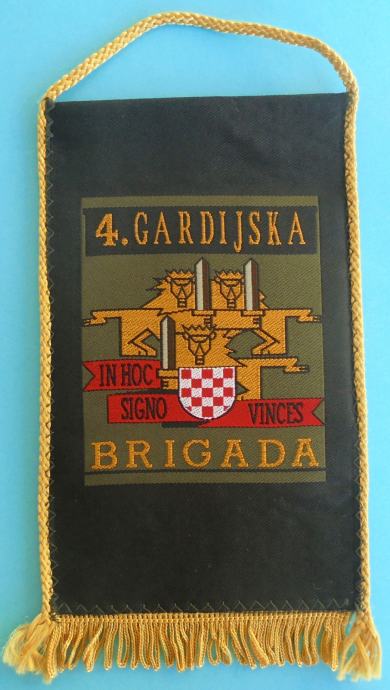 4. GARDIJSKA
IN HOC
SIGNO
VINCES
BRIGADA